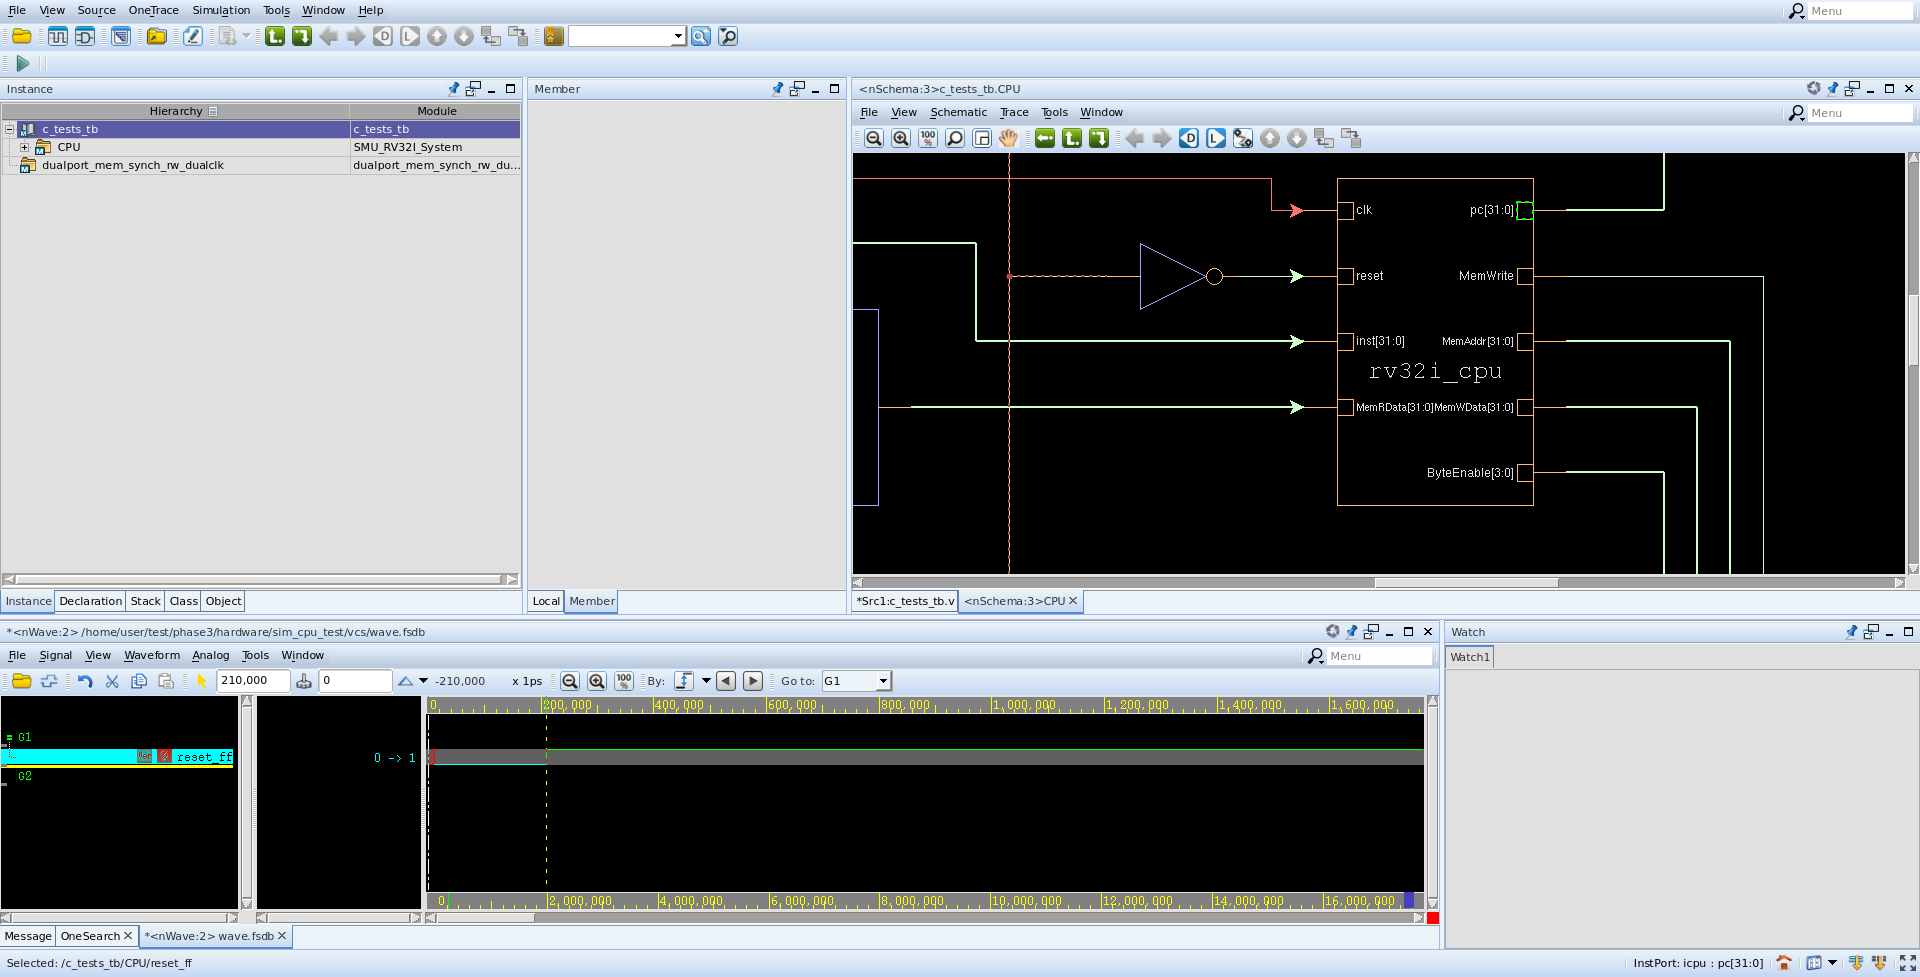 File View Source OneTrace Simulation Tools Window Help
Menu
Instance
Hierarchy Module
c_tests_tb c_tests_tb
CPU SMU_RV32I_System
dualport_mem_synch_rw_dualclk dualport_mem_synch_rw_du...
Instance Declaration Stack Class Object
Member
Local Member
<nSchema:3>c_tests_tb.CPU
File View Schematic Trace Tools Window
Menu
100 %
clk pc[31:0]
reset MemWrite
inst[31:0] MemAddr[31:0]
rv32i_cpu
MemRData[31:0]MemWData[31:0]
ByteEnable[3:0]
*Src1:c_tests_tb.v <nSchema:3>CPU
*<nWave:2> /home/user/test/phase3/hardware/sim_cpu_test/vcs/wave.fsdb
File Signal View Waveform Analog Tools Window
Menu
210,000 0 -210,000 x 1ps 100 % By: Go to: G1
0 200,000 400,000 600,000 800,000 1,000,000 1,200,000 1,400,000 1,600,000
G1
reset_ff 0 -> 1
G2
0 2,000,000 4,000,000 6,000,000 8,000,000 10,000,000 12,000,000 14,000,000 16,000,000
Message OneSearch *<nWave:2> wave.fsdb
Watch
Watch1
Selected: /c_tests_tb/CPU/reset_ff
InstPort: icpu : pc[31:0]